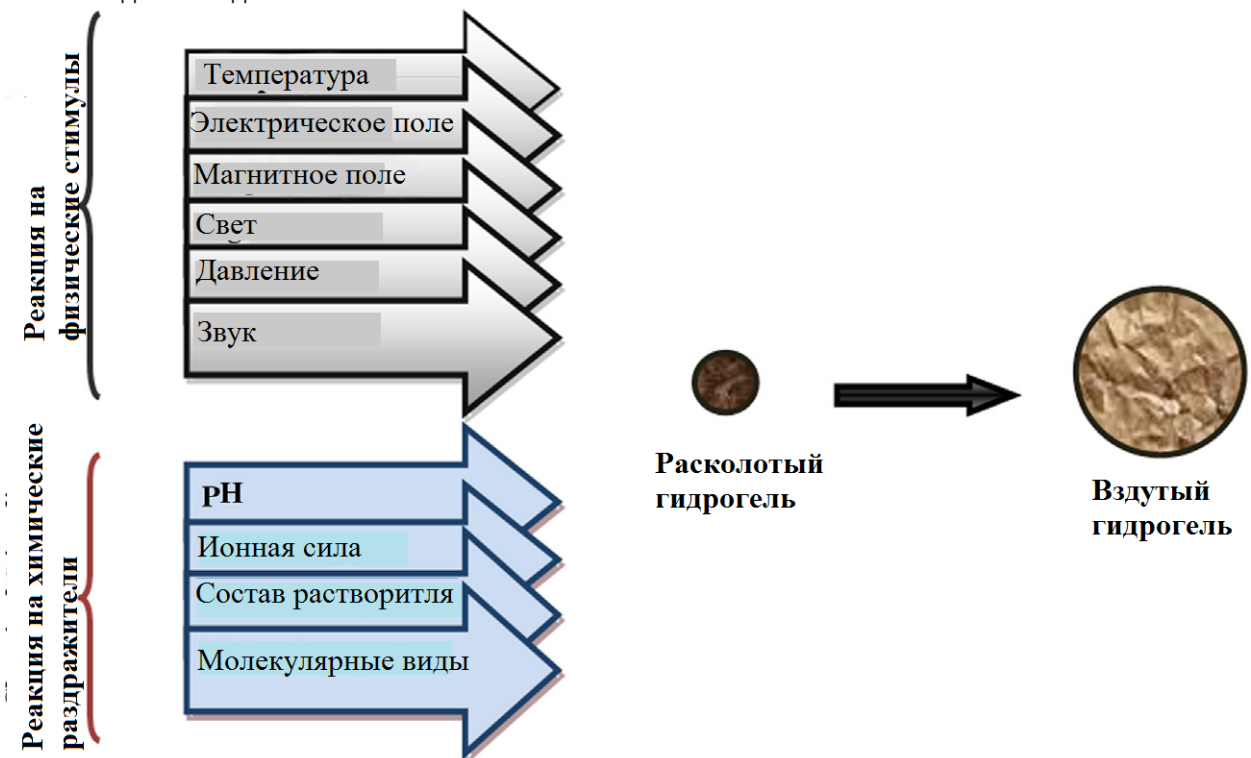 Реакция на
физические стимулы
Температура
Электрическое поле
Магнитное поле
Свет
Давление
Звук
Реакция на химические
раздражители
PH
Ионная сила
Состав растворитля
Молекулярные виды
Расколотый
гидрогель
Вздутый
гидрогель